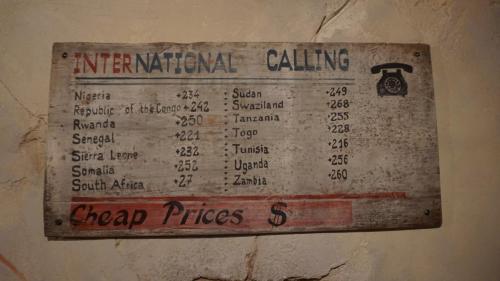 INTERNATIONAL CALLING
Nigeria +234
Republic of the Congo +242
Rwanda +250
Senegal +221
Sierra Leone +232
Somalia +252
South Africa +27
Sudan +249
Swaziland +268
Tanzania +255
Togo +228
Tunisia +216
Uganda +256
Zambia +260
Cheap Prices $